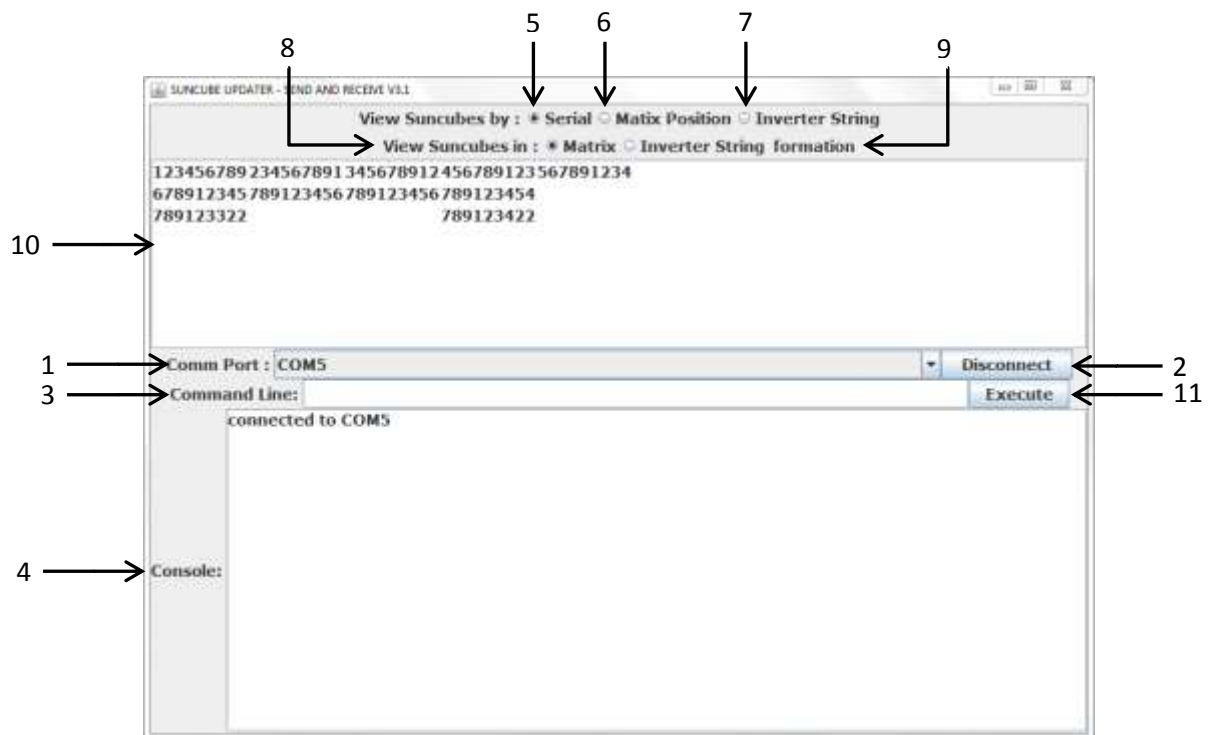 5 6 7
8 9
SUNCUBE UPDATER - SEND AND RECEIVE V3.1
View Suncubes by : Serial Matix Position Inverter String
View Suncubes in : Matrix Inverter String formation
123456789 234567891 345678912 456789123 567891234
678912345 789123456 789123456 789123454
789123322 789123422
10
1 Comm Port : COM5 Disconnect 2
3 Command Line: Execute 11
connected to COM5
4 Console: